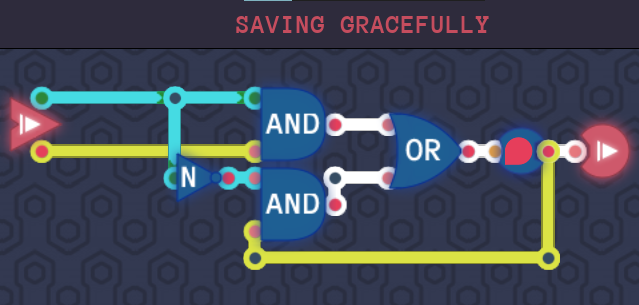 SAVING GRACEFULLY
AND
OR
N
AND